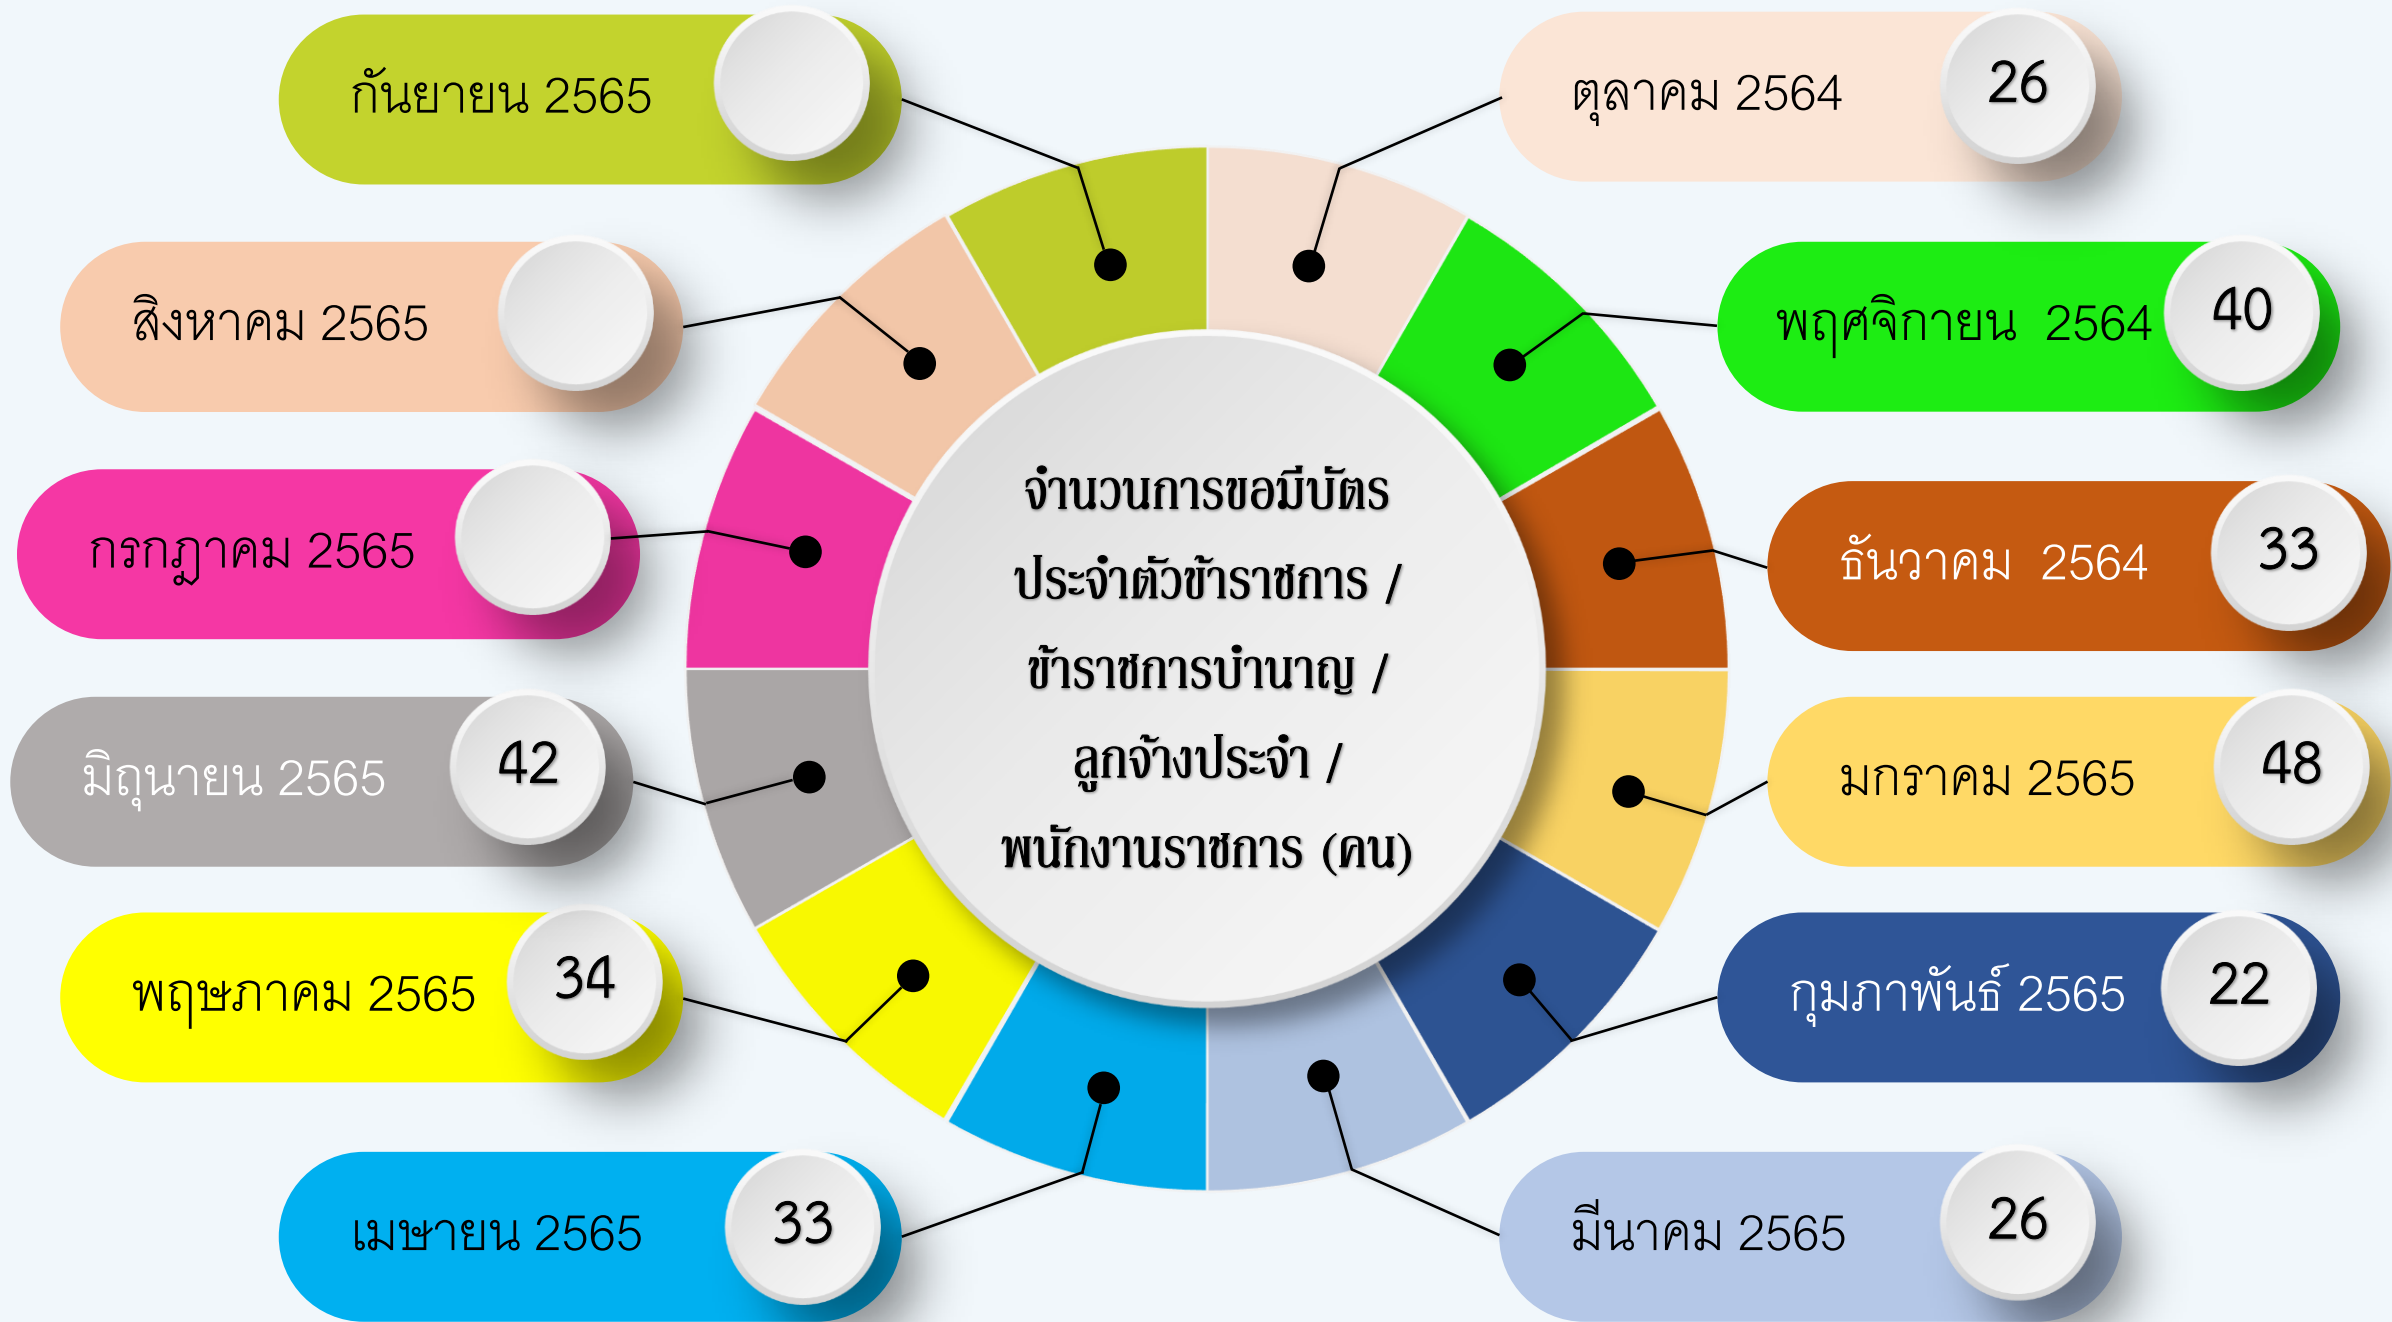 กันยายน 2565
ตุลาคม 2564
26
สิงหาคม 2565
พฤศจิกายน 2564
40
กรกฎาคม 2565
ธันวาคม 2564
33
จำนวนการขอมีบัตร
ประจำตัวข้าราชการ /
ข้าราชการบำนาญ /
ลูกจ้างประจำ /
พนักงานราชการ (คน)
มิถุนายน 2565
42
มกราคม 2565
48
พฤษภาคม 2565
34
กุมภาพันธ์ 2565
22
เมษายน 2565
33
มีนาคม 2565
26